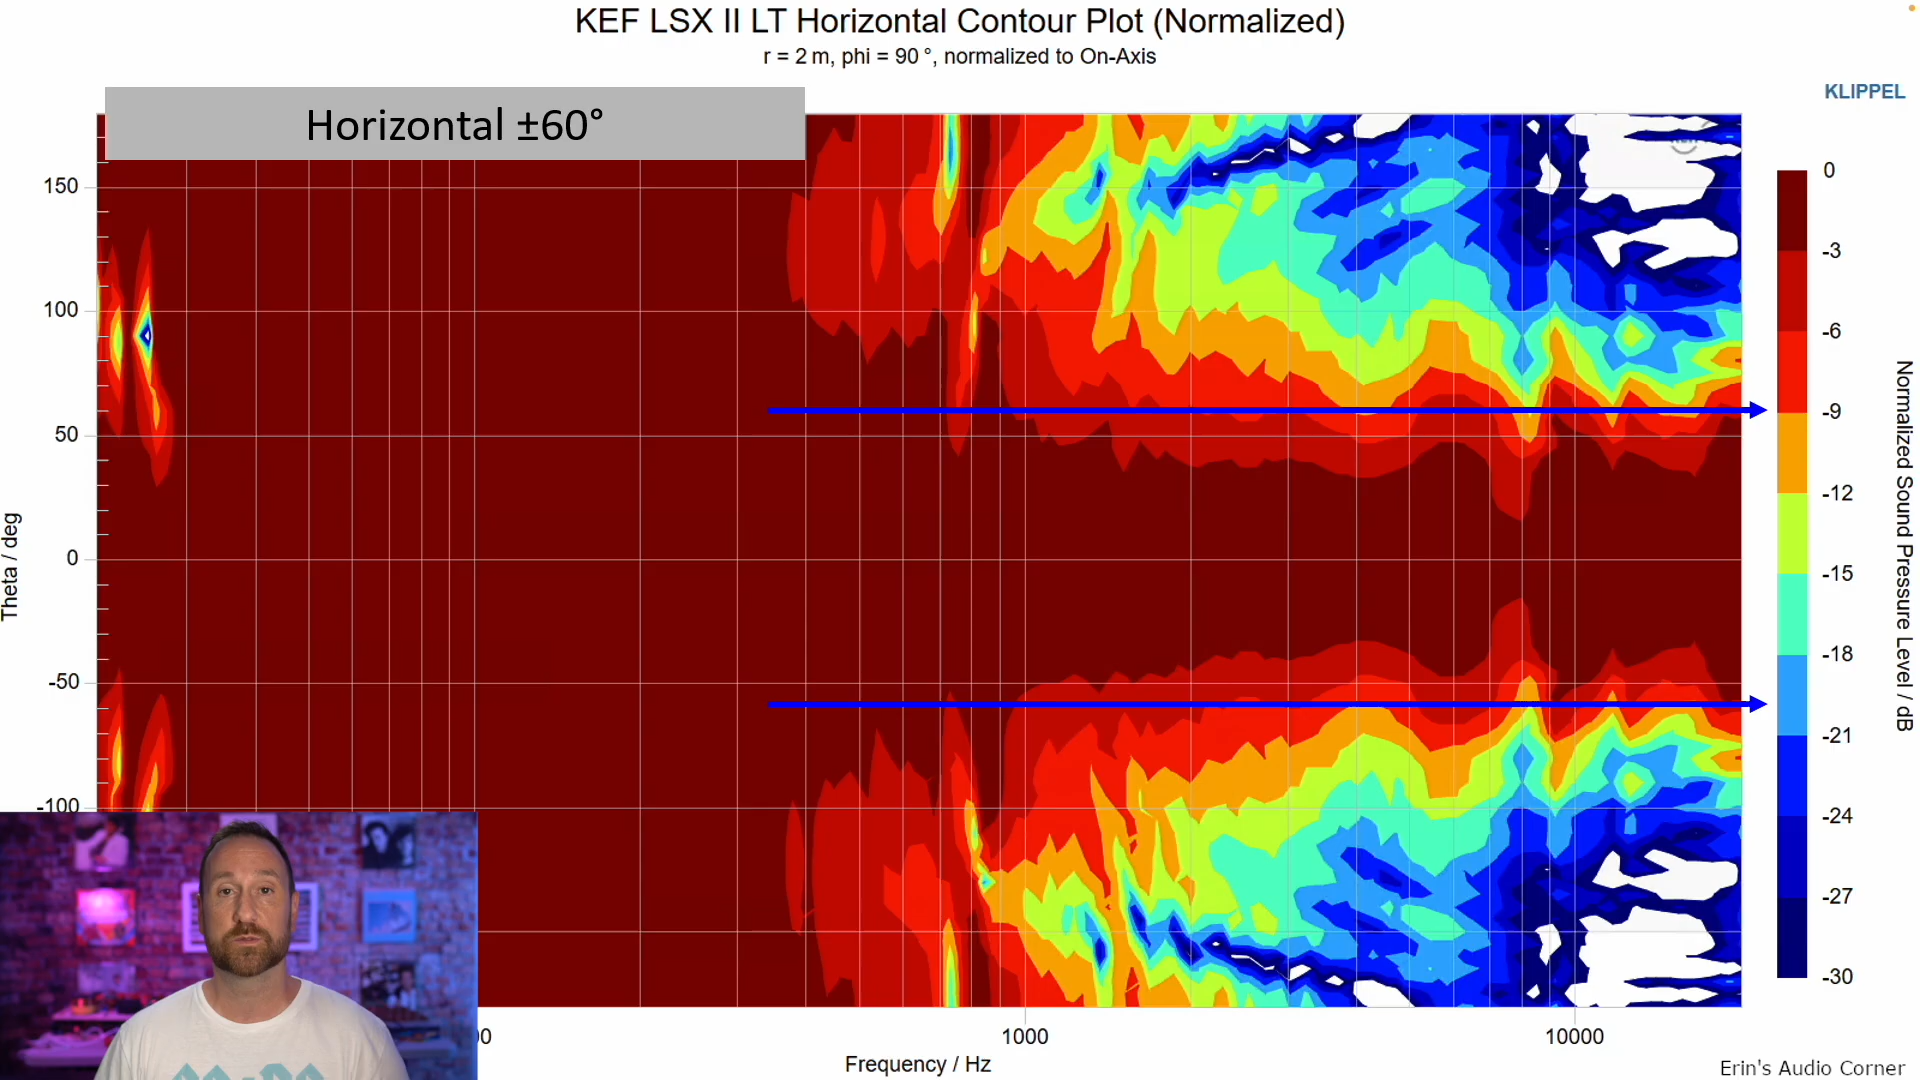 KEF LSX II LT Horizontal Contour Plot (Normalized)
r = 2 m, phi = 90 °, normalized to On-Axis
KLIPPEL
Horizontal ±60°
150
100
50
0
-50
-100
Theta / deg
0
-3
-6
-9
-12
-15
-18
-21
-24
-27
-30
Normalized Sound Pressure Level / dB
1000
10000
Frequency / Hz
Erin's Audio Corner